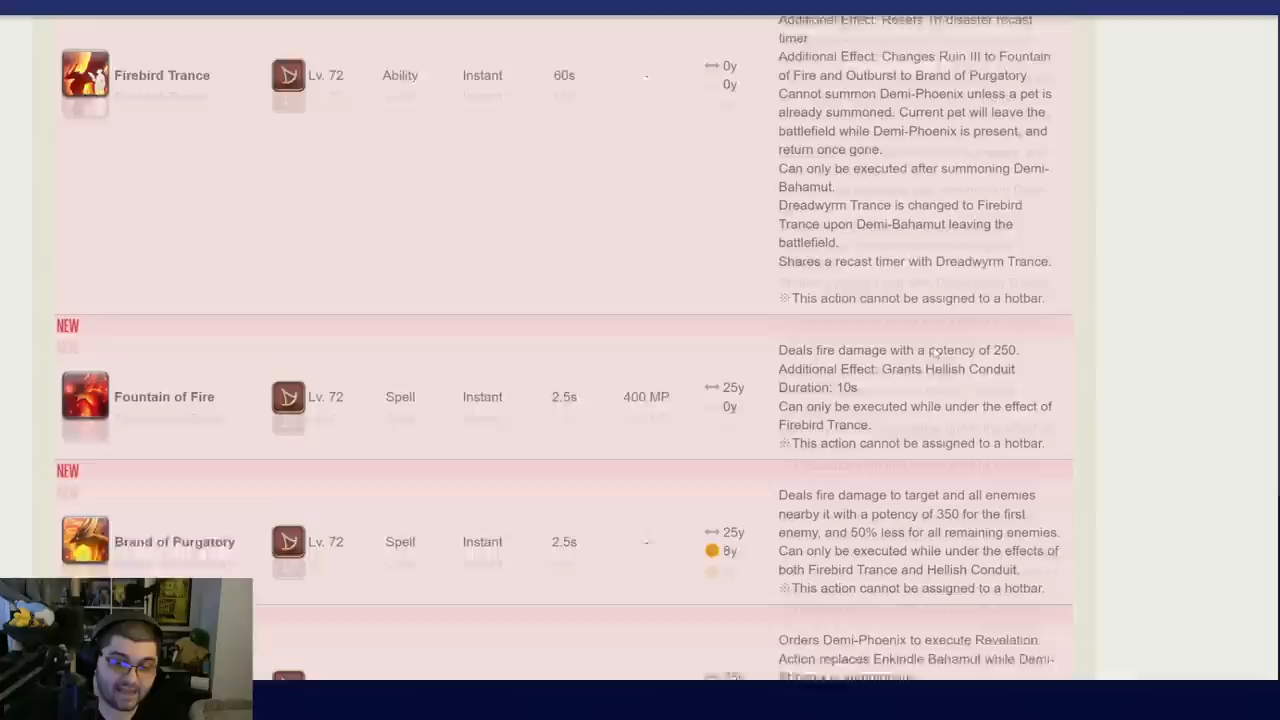 Additional Effect: Resets Tri-disaster recast
timer
Additional Effect: Changes Ruin III to Fountain
of Fire and Outburst to Brand of Purgatory
Cannot summon Demi-Phoenix unless a pet is
already summoned. Current pet will leave the
battlefield while Demi-Phoenix is present, and
return once gone.
Can only be executed after summoning Demi-
Bahamut.
Dreadwyrm Trance is changed to Firebird
Trance upon Demi-Bahamut leaving the
battlefield.
Shares a recast timer with Dreadwyrm Trance.
※This action cannot be assigned to a hotbar.
Firebird Trance Lv. 72 Ability Instant 60s - 0y
0y
NEW
Fountain of Fire Lv. 72 Spell Instant 2.5s 400 MP 25y
0y
Deals fire damage with a potency of 250.
Additional Effect: Grants Hellish Conduit
Duration: 10s
Can only be executed while under the effect of
Firebird Trance.
※This action cannot be assigned to a hotbar.
NEW
Brand of Purgatory Lv. 72 Spell Instant 2.5s - 25y
8y
Deals fire damage to target and all enemies
nearby it with a potency of 350 for the first
enemy, and 50% less for all remaining enemies.
Can only be executed while under the effects of
both Firebird Trance and Hellish Conduit.
※This action cannot be assigned to a hotbar.
Orders Demi-Phoenix to execute Revelation.
Action replaces Enkindle Bahamut while Demi-